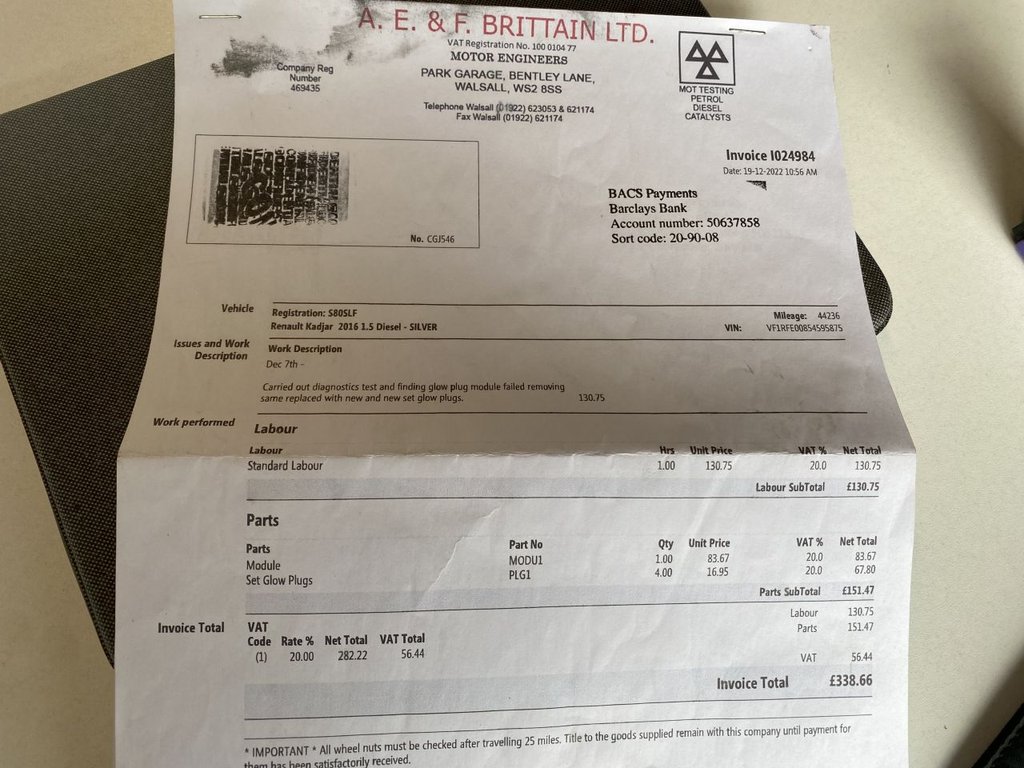 A. E. & F. BRITTAIN LTD.
VAT Registration No. 100 0104 77
MOTOR ENGINEERS
PARK GARAGE, BENTLEY LANE,
WALSALL, WS2 8SS
Telephone Walsall (01922) 623053 & 621174
Fax Walsall (01922) 621174
Company Reg
Number
469435
MOT TESTING
PETROL
DIESEL
CATALYSTS
Invoice I024984
Date: 19-12-2022 10:56 AM
BACS Payments
Barclays Bank
Account number: 50637858
Sort code: 20-90-08
No. CGJ546
Vehicle
Registration: S80SLF
Mileage: 44236
Renault Kadjar 2016 1.5 Diesel - SILVER
VIN: VF1RFE00854595875
Issues and Work
Description
Work Description
Dec 7th -
Carried out diagnostics test and finding glow plug module failed removing
same replaced with new and new set glow plugs. 130.75
Work performed
Labour
Labour Hrs Unit Price VAT % Net Total
Standard Labour 1.00 130.75 20.0 130.75
Labour SubTotal £130.75
Parts
Parts Part No Qty Unit Price VAT % Net Total
Module MODU1 1.00 83.67 20.0 83.67
Set Glow Plugs PLG1 4.00 16.95 20.0 67.80
Parts SubTotal £151.47
Labour 130.75
Parts 151.47
Invoice Total
VAT
Code Rate % Net Total VAT Total
(1) 20.00 282.22 56.44
VAT 56.44
Invoice Total £338.66
* IMPORTANT * All wheel nuts must be checked after travelling 25 miles. Title to the goods supplied remain with this company until payment for
them has been satisfactorily received.